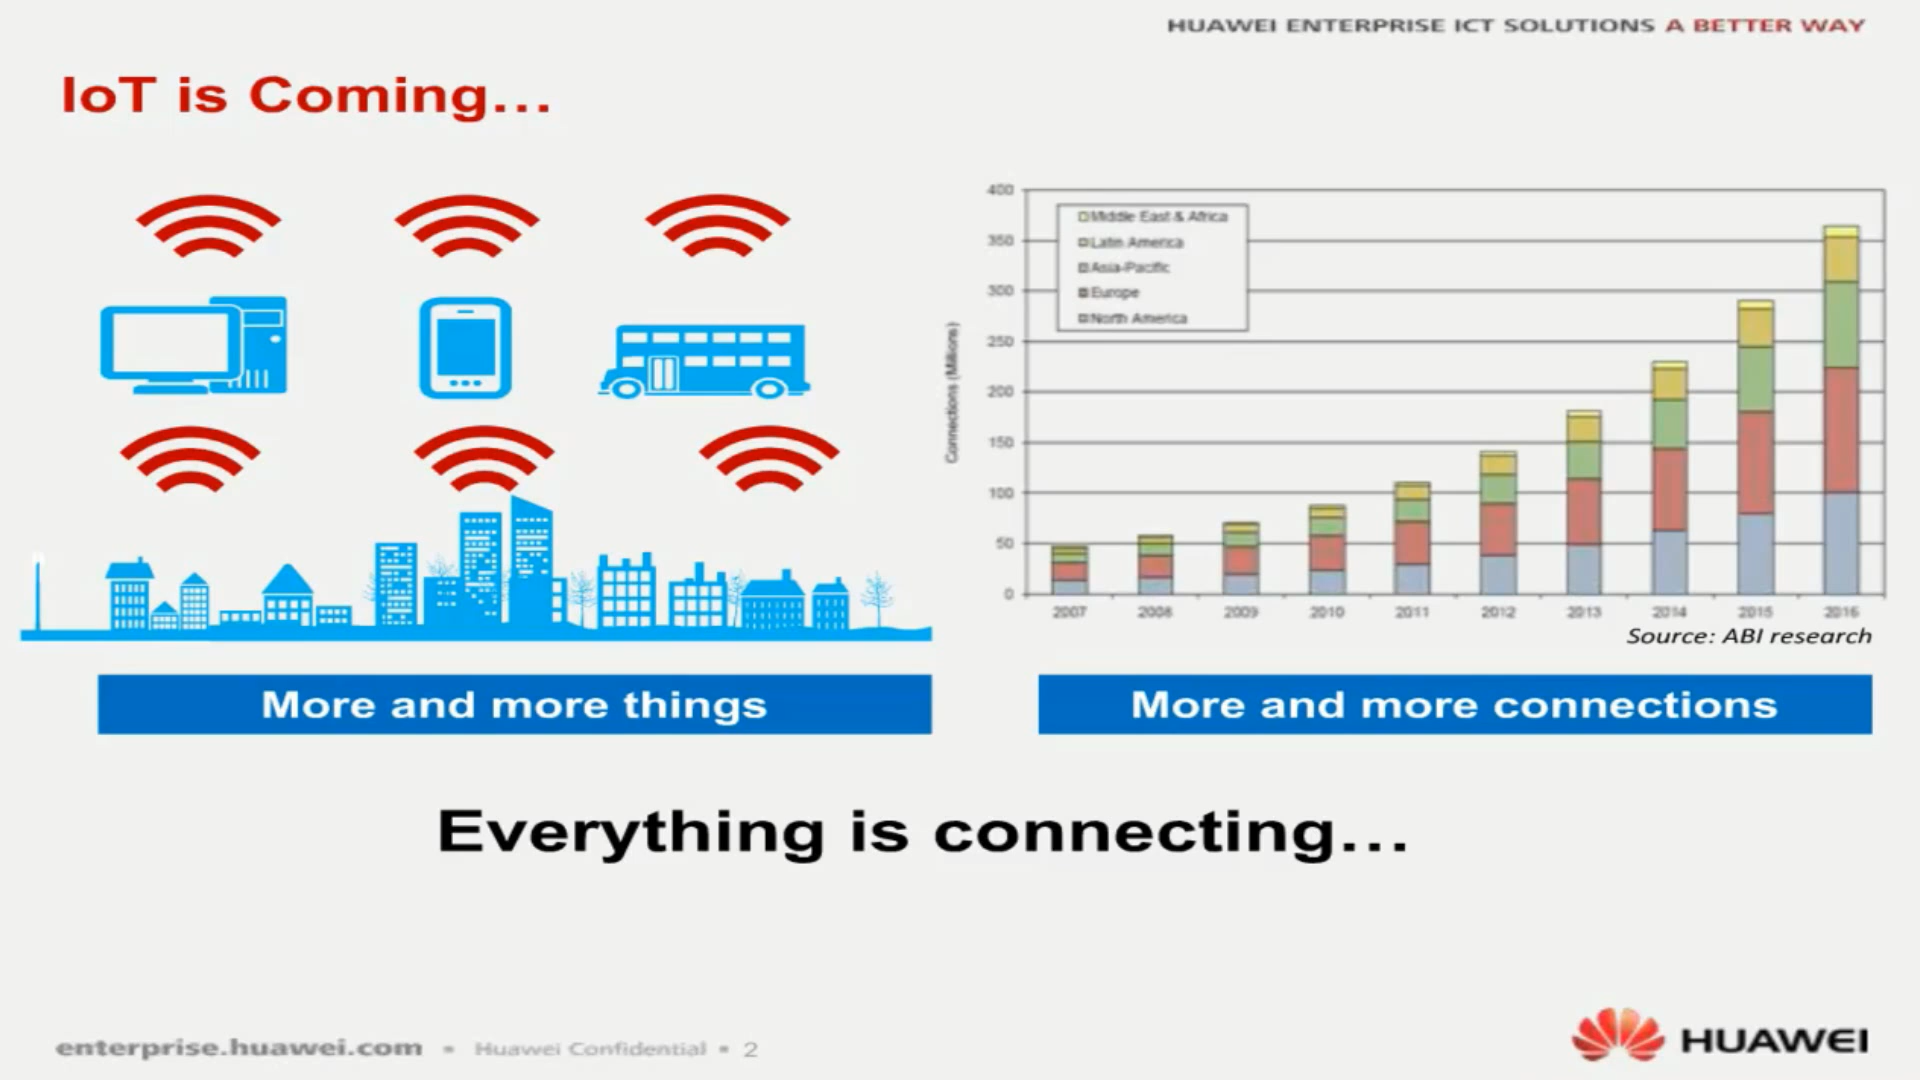 HUAWEI ENTERPRISE ICT SOLUTIONS A BETTER WAY
IoT is Coming...
400
350
300
250
200
150
100
50
0
Connections (Millions)
Middle East & Africa
Latin America
Asia-Pacific
Europe
North America
2007 2008 2009 2010 2011 2012 2013 2014 2015 2016
Source: ABI research
More and more things
More and more connections
Everything is connecting...
enterprise.huawei.com ▪ Huawei Confidential ▪ 2
HUAWEI